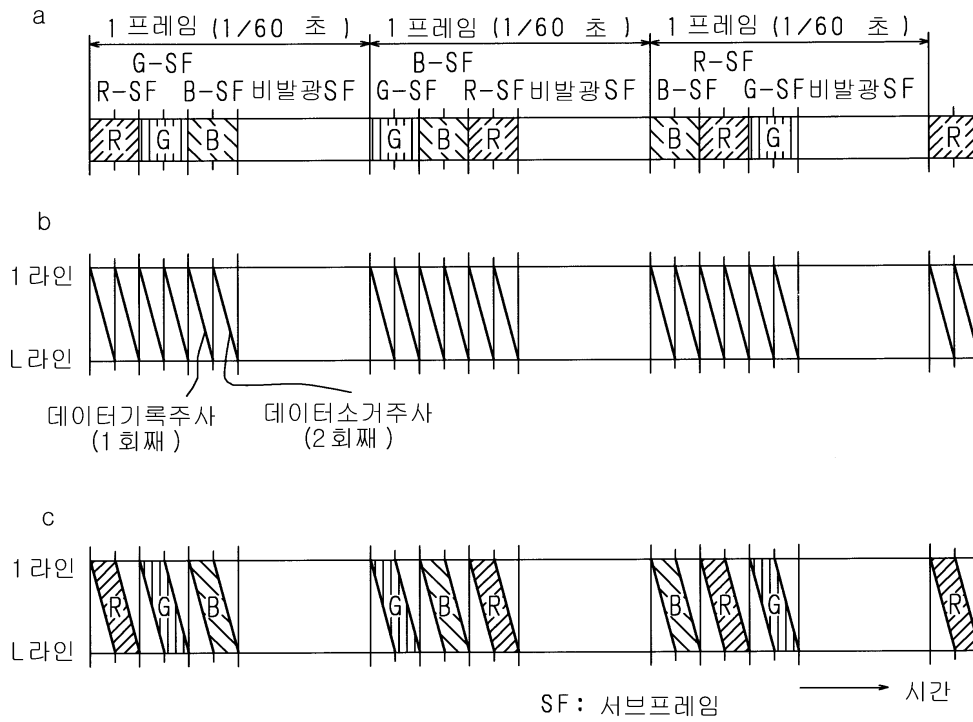 a
1 프레임 (1/60 초) 1 프레임 (1/60 초) 1 프레임 (1/60 초)
G-SF B-SF R-SF
R-SF B-SF 비발광SF G-SF R-SF 비발광SF B-SF G-SF 비발광SF
R G B G B R B R G R
b
1 라인
L 라인
데이터기록주사 데이터소거주사
(1 회째) (2 회째)
c
1 라인
R G B G B R B R G R
L 라인
SF: 서브프레임 시간